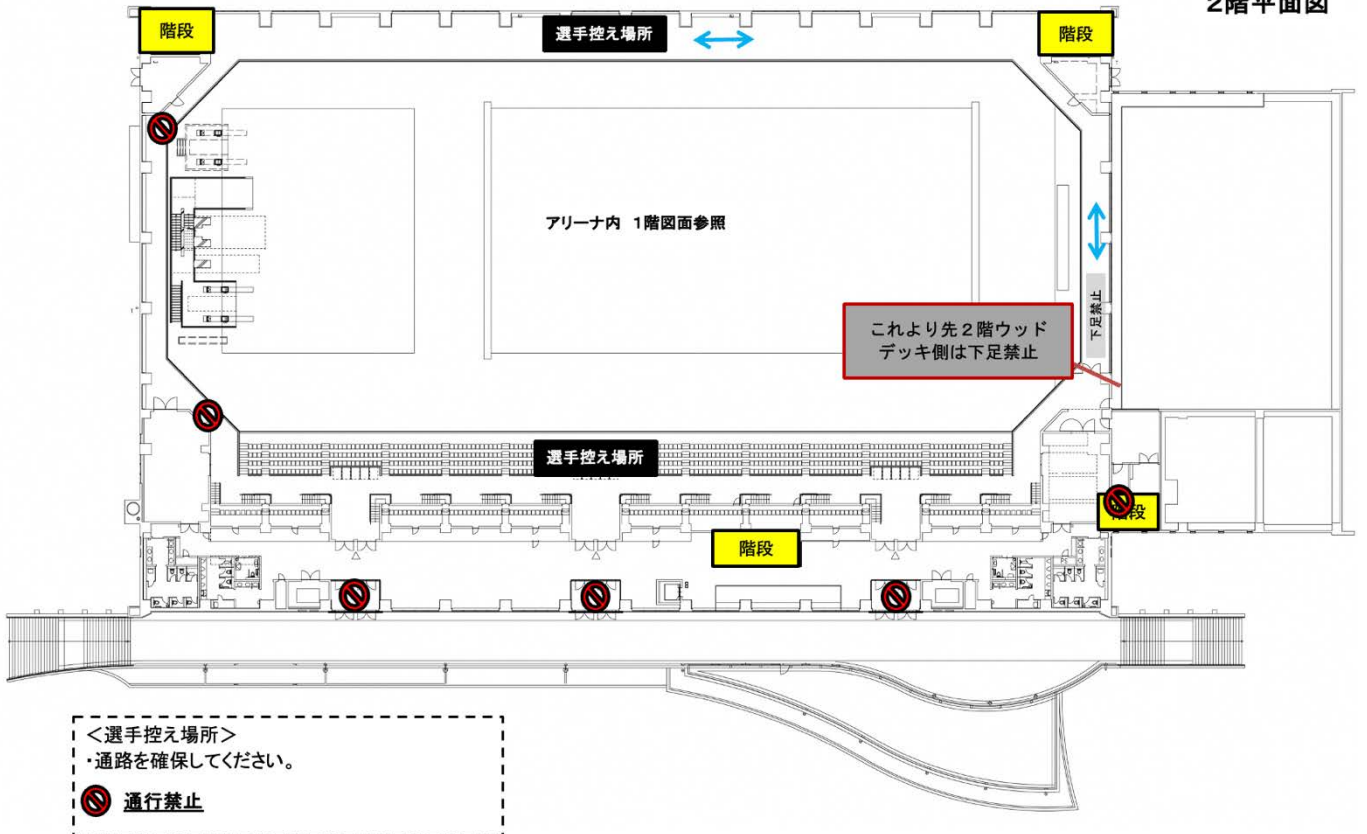 2階平面図
階段
選手控え場所
階段
アリーナ内 1階図面参照
下足禁止
これより先2階ウッド
デッキ側は下足禁止
選手控え場所
階段
階段
<選手控え場所>
・通路を確保してください。
通行禁止